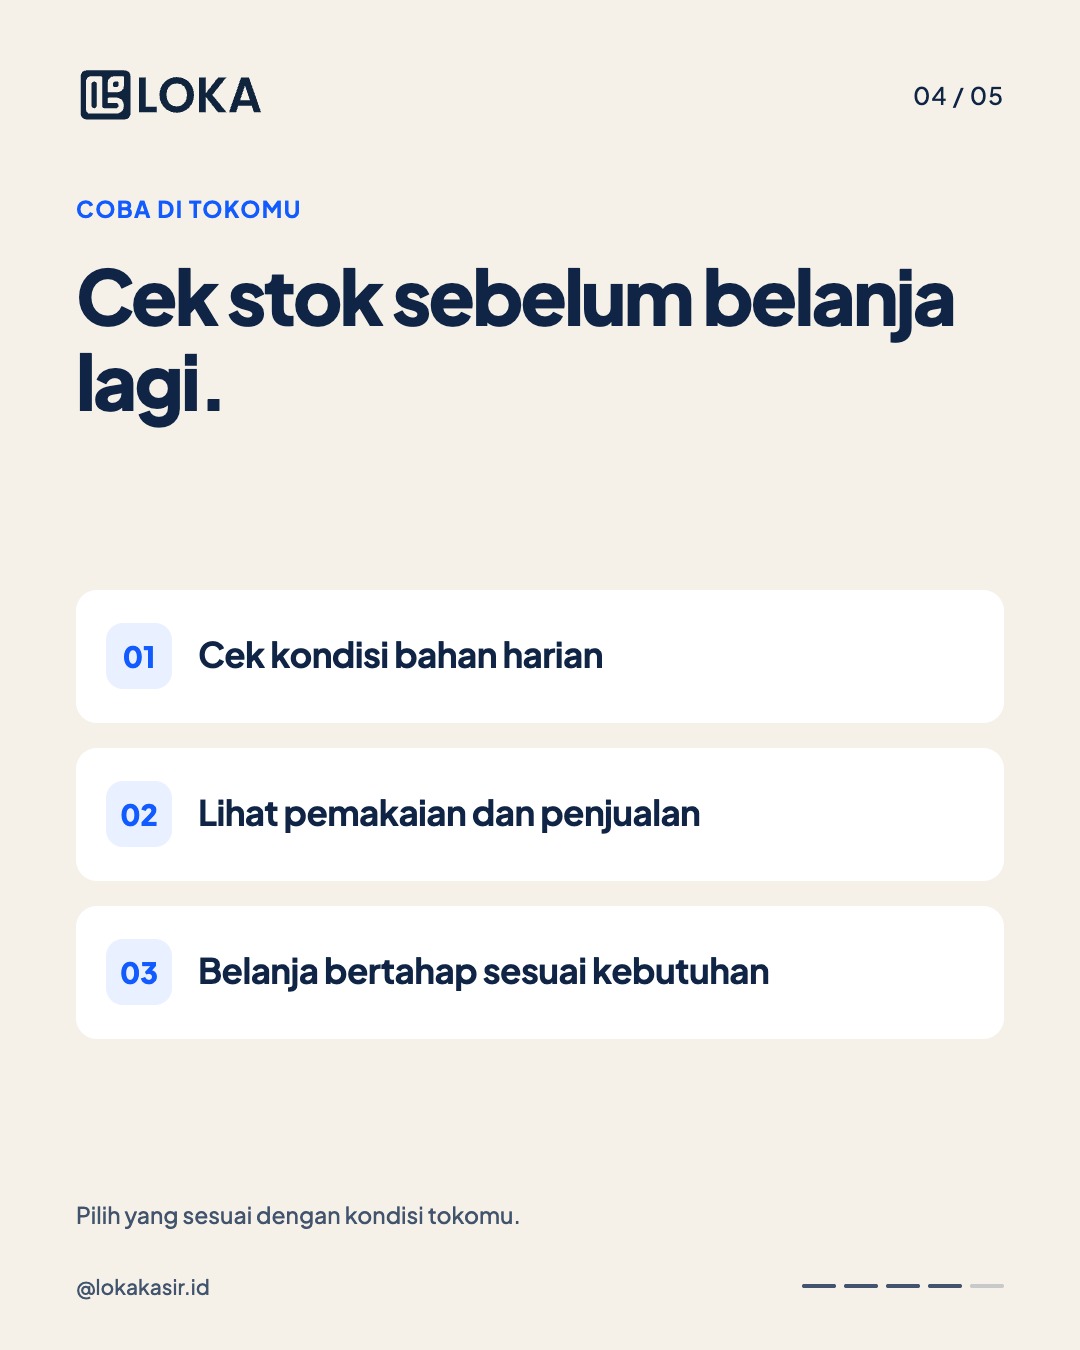 LOKA
04 / 05
COBA DI TOKOMU
Cek stok sebelum belanja
lagi.
01 Cek kondisi bahan harian
02 Lihat pemakaian dan penjualan
03 Belanja bertahap sesuai kebutuhan
Pilih yang sesuai dengan kondisi tokomu.
@lokakasir.id